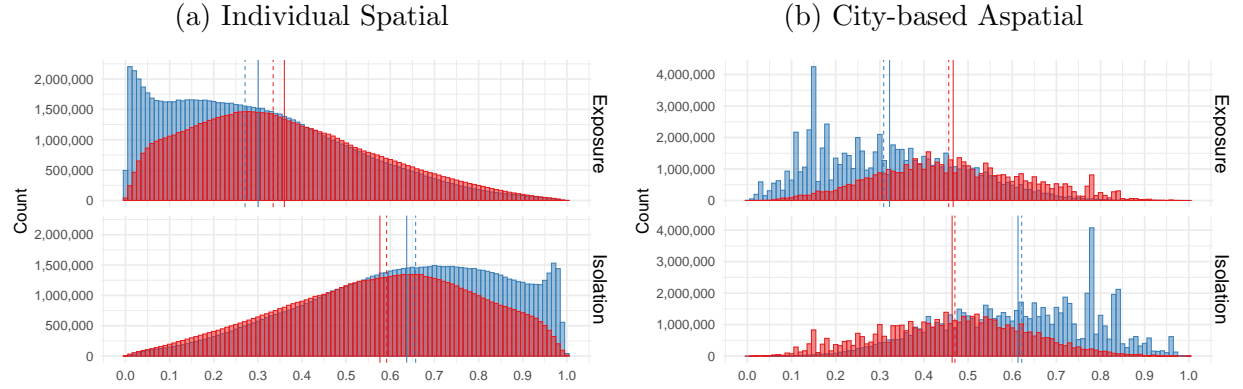 (a) Individual Spatial
(b) City-based Aspatial
Count
2,000,000
1,500,000
1,000,000
500,000
0
Exposure
2,000,000
1,500,000
1,000,000
500,000
0
Isolation
0.0 0.1 0.2 0.3 0.4 0.5 0.6 0.7 0.8 0.9 1.0
Count
4,000,000
3,000,000
2,000,000
1,000,000
0
Exposure
4,000,000
3,000,000
2,000,000
1,000,000
0
Isolation
0.0 0.1 0.2 0.3 0.4 0.5 0.6 0.7 0.8 0.9 1.0